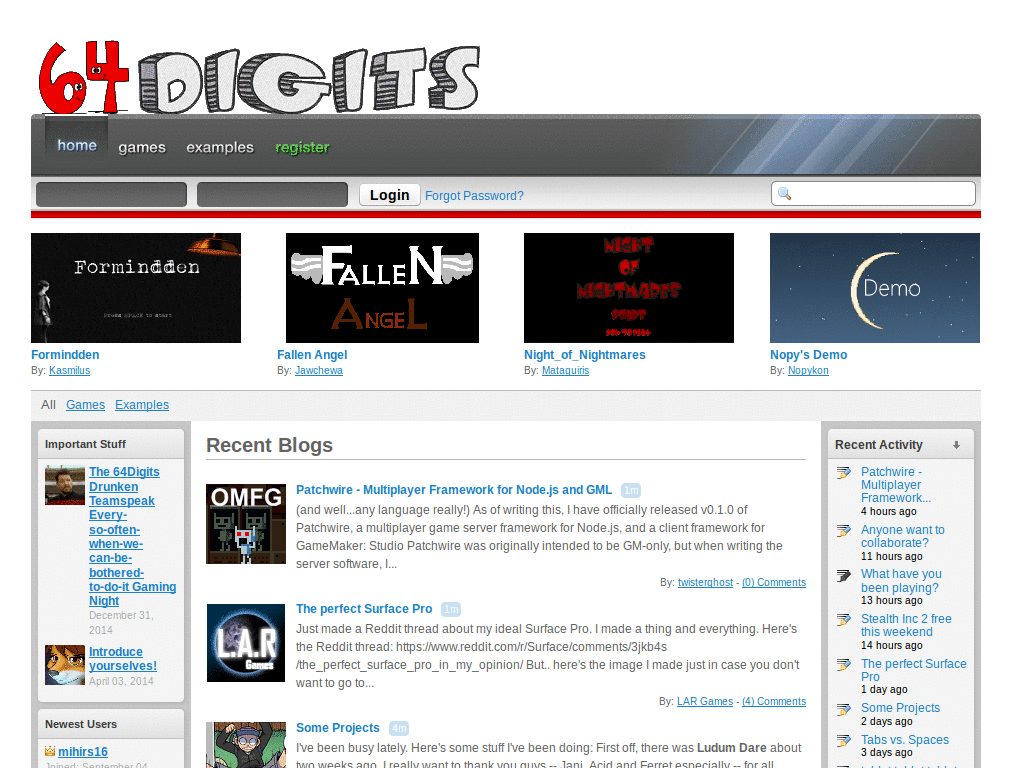 64 DIGITS
home games examples register
Login Forgot Password?
Formindden
Press SPACE to start
FALLEN
ANGEL
NIGHT
OF
NIGHTMARES
START
Demo
Formindden
By: Kasmilus
Fallen Angel
By: Jawchewa
Night_of_Nightmares
By: Mataguiris
Nopy's Demo
By: Nopykon
All Games Examples
Important Stuff
The 64Digits
Drunken
Teamspeak
Every-
so-often-
when-we-
can-be-
bothered-
to-do-it Gaming
Night
December 31,
2014
Introduce
yourselves!
April 03, 2014
Newest Users
mihirs16
Joined: September 04,
Recent Blogs
OMFG
Patchwire - Multiplayer Framework for Node.js and GML 1m
(and well...any language really!) As of writing this, I have officially released v0.1.0 of
Patchwire, a multiplayer game server framework for Node.js, and a client framework for
GameMaker: Studio Patchwire was originally intended to be GM-only, but when writing the
server software, I...
By: twisterghost - (0) Comments
L.A.R
Games
The perfect Surface Pro 1m
Just made a Reddit thread about my ideal Surface Pro. I made a thing and everything. Here's
the Reddit thread: https://www.reddit.com/r/Surface/comments/3jkb4s
/the_perfect_surface_pro_in_my_opinion/ But.. here's the image I made just in case you don't
want to go to...
By: LAR Games - (4) Comments
Some Projects 4m
I've been busy lately. Here's some stuff I've been doing: First off, there was Ludum Dare about
two weeks ago. I really want to thank you guys -- Jani, Acid and Ferret especially -- for all
Recent Activity
Patchwire -
Multiplayer
Framework...
4 hours ago
Anyone want to
collaborate?
11 hours ago
What have you
been playing?
13 hours ago
Stealth Inc 2 free
this weekend
14 hours ago
The perfect Surface
Pro
1 day ago
Some Projects
2 days ago
Tabs vs. Spaces
3 days ago